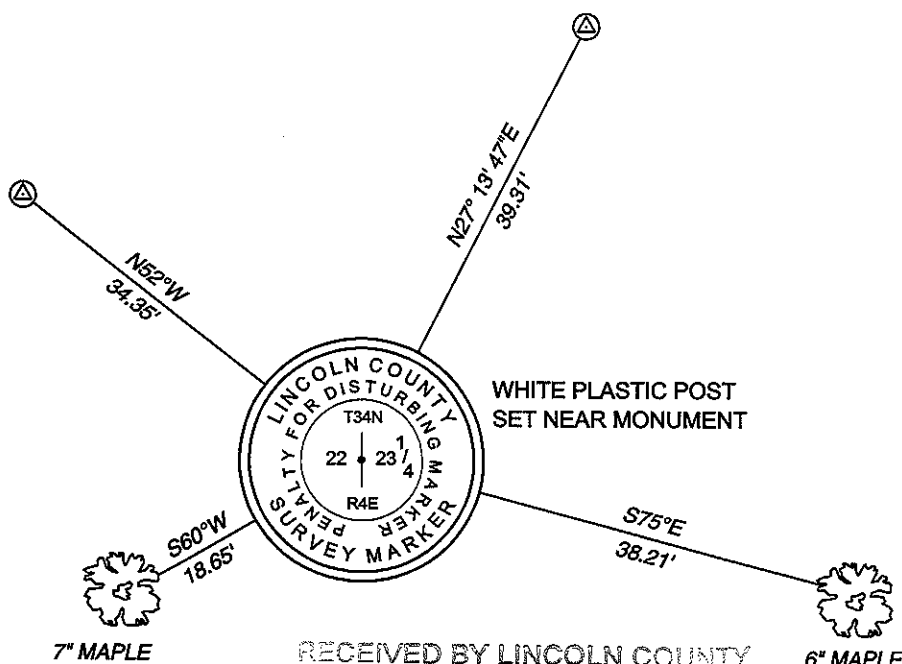 N27° 13' 47"E
39.31'
N52°W
34.35'
WHITE PLASTIC POST
SET NEAR MONUMENT
LINCOLN COUNTY
SURVEY MARKER
PENALTY FOR DISTURBING MARKER
T34N
22 23 1/4
R4E
S60°W
18.65'
S75°E
38.21'
7" MAPLE
6" MAPLE
RECEIVED BY LINCOLN COUNTY